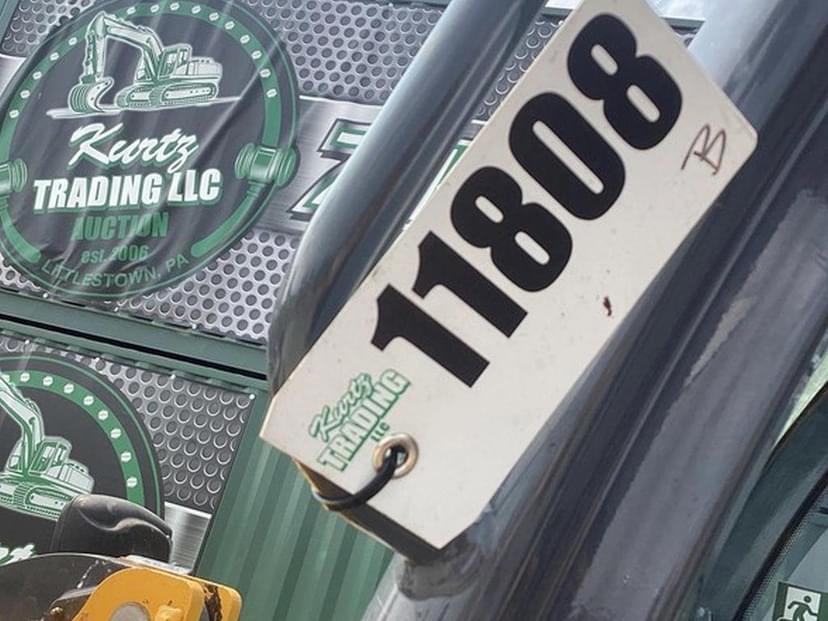 Kurtz
TRADING LLC
AUCTION
est. 2006
LITTLESTOWN, PA
11808
B
Kurtz
TRADING
LLC